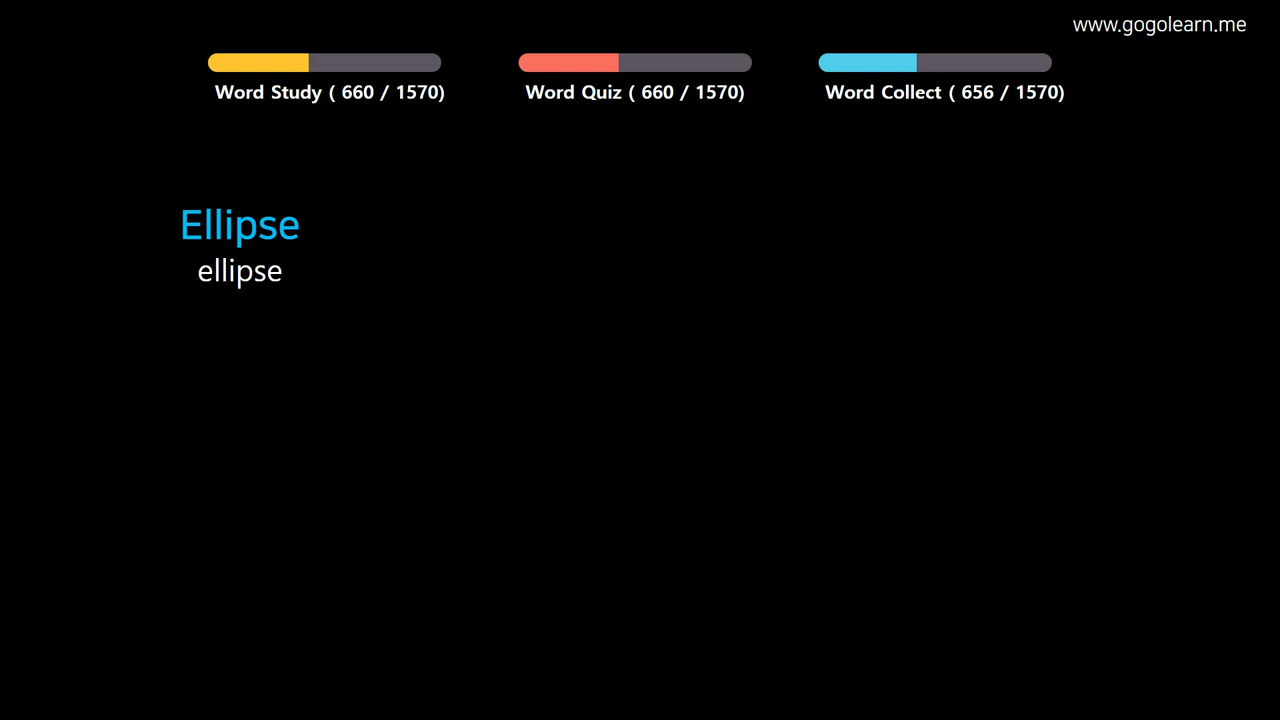 www.gogolearn.me
Word Study ( 660 / 1570)
Word Quiz ( 660 / 1570)
Word Collect ( 656 / 1570)
Ellipse
ellipse